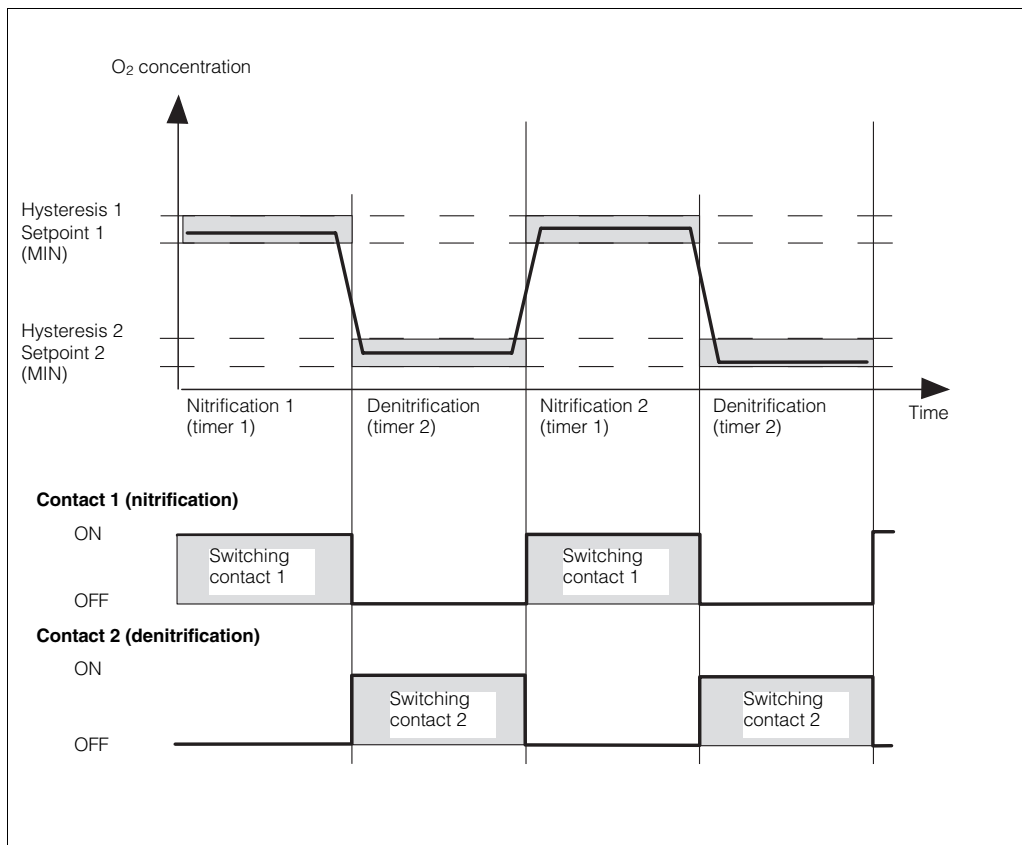 O₂ concentration
Hysteresis 1
Setpoint 1
(MIN)
Hysteresis 2
Setpoint 2
(MIN)
Nitrification 1
(timer 1)
Denitrification
(timer 2)
Nitrification 2
(timer 1)
Denitrification
(timer 2)
Time
Contact 1 (nitrification)
ON
Switching
contact 1
Switching
contact 1
OFF
Contact 2 (denitrification)
ON
Switching
contact 2
Switching
contact 2
OFF